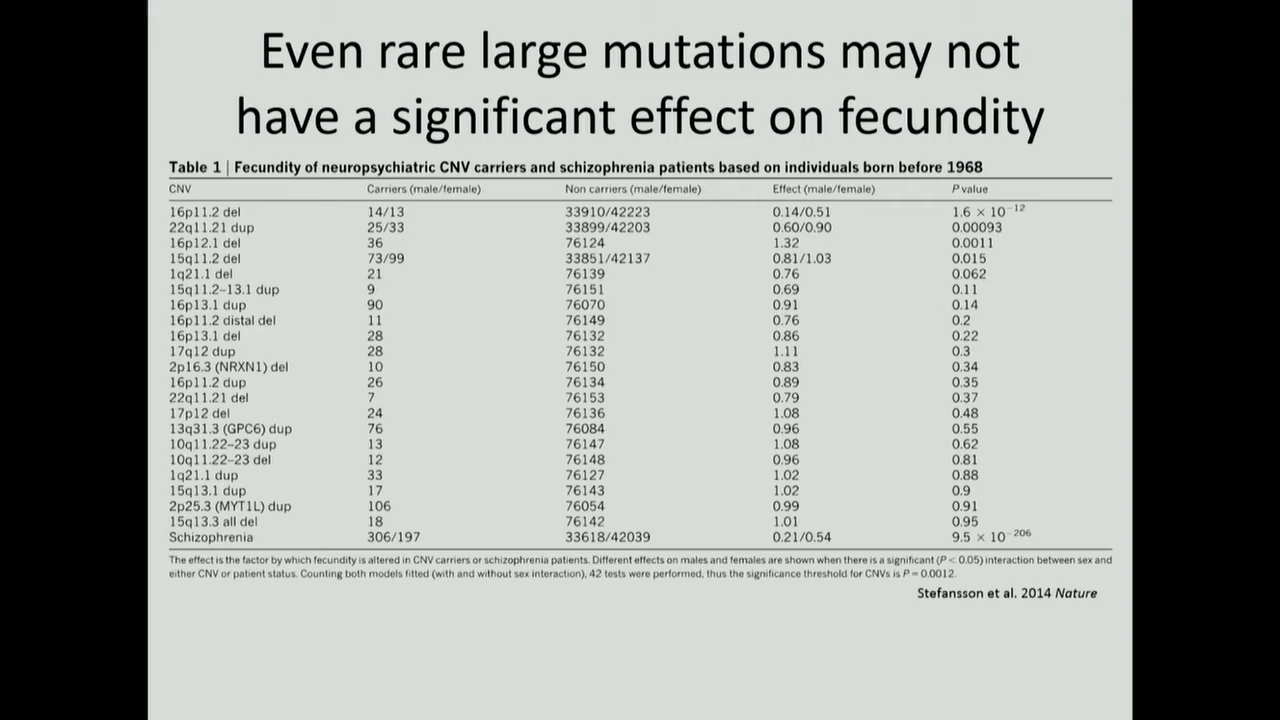 Even rare large mutations may not
have a significant effect on fecundity
Table 1 | Fecundity of neuropsychiatric CNV carriers and schizophrenia patients based on individuals born before 1968
CNV Carriers (male/female) Non carriers (male/female) Effect (male/female) P value
16p11.2 del 14/13 33910/42223 0.14/0.51 1.6 × 10⁻¹²
22q11.21 dup 25/33 33899/42203 0.60/0.90 0.00093
16p12.1 del 36 76124 1.32 0.0011
15q11.2 del 73/99 33851/42137 0.81/1.03 0.015
1q21.1 del 21 76139 0.76 0.062
15q11.2–13.1 dup 9 76151 0.69 0.11
16p13.1 dup 90 76070 0.91 0.14
16p11.2 distal del 11 76149 0.76 0.2
16p13.1 del 28 76132 0.86 0.22
17q12 dup 28 76132 1.11 0.3
2p16.3 (NRXN1) del 10 76150 0.83 0.34
16p11.2 dup 26 76134 0.89 0.35
22q11.21 del 7 76153 0.79 0.37
17p12 del 24 76136 1.08 0.48
13q31.3 (GPC6) dup 76 76084 0.96 0.55
10q11.22–23 dup 13 76147 1.08 0.62
10q11.22–23 del 12 76148 0.96 0.81
1q21.1 dup 33 76127 1.02 0.88
15q13.1 dup 17 76143 1.02 0.9
2p25.3 (MYT1L) dup 106 76054 0.99 0.91
15q13.3 all del 18 76142 1.01 0.95
Schizophrenia 306/197 33618/42039 0.21/0.54 9.5 × 10⁻²⁰⁶
The effect is the factor by which fecundity is altered in CNV carriers or schizophrenia patients. Different effects on males and females are shown when there is a significant (P < 0.05) interaction between sex and
either CNV or patient status. Counting both models fitted (with and without sex interaction), 42 tests were performed, thus the significance threshold for CNVs is P = 0.0012.
Stefansson et al. 2014 Nature